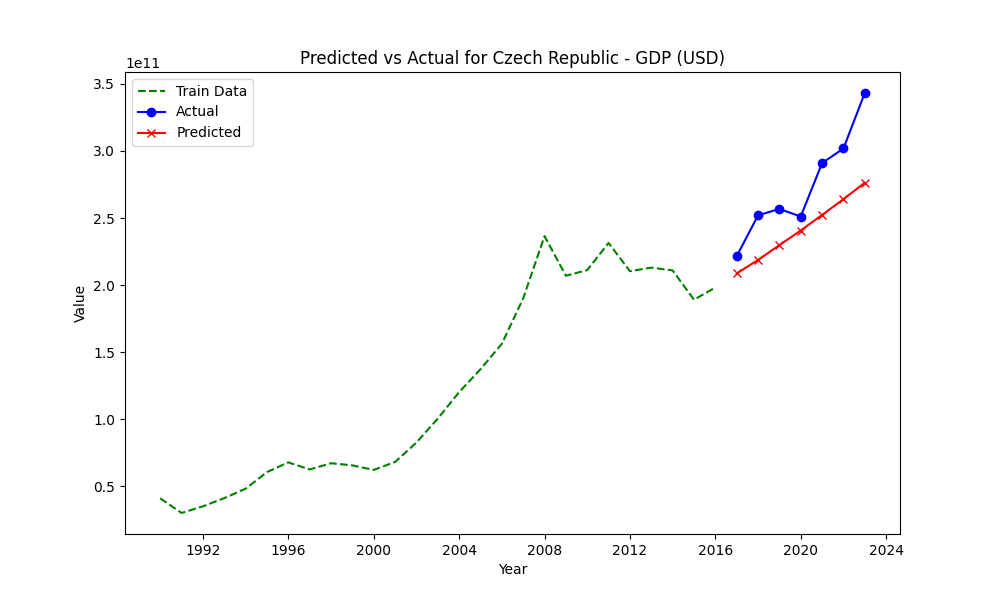 Predicted vs Actual for Czech Republic - GDP (USD)
1e11
Train Data
Actual
Predicted
3.5
3.0
2.5
2.0
1.5
1.0
0.5
Value
1992 1996 2000 2004 2008 2012 2016 2020 2024
Year